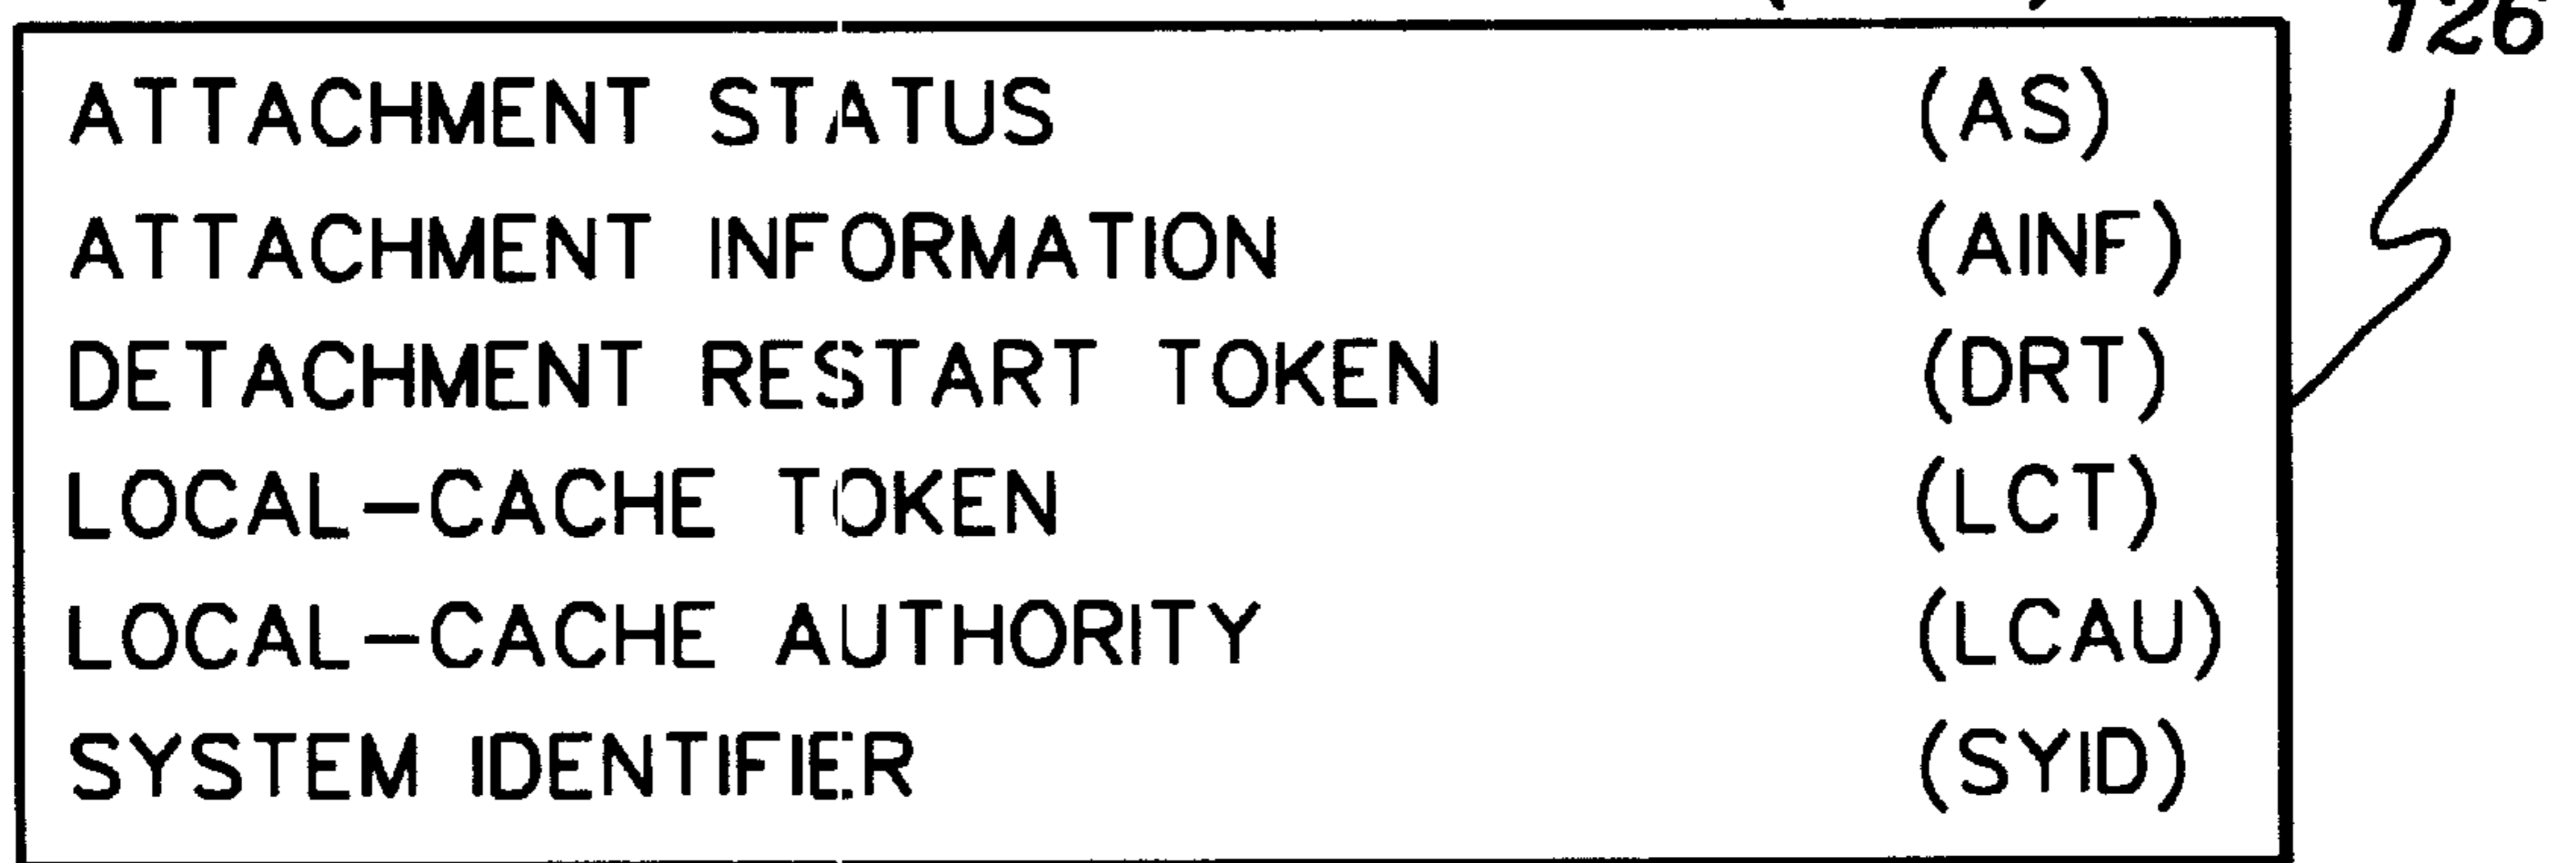 126
ATTACHMENT STATUS (AS)
ATTACHMENT INFORMATION (AINF)
DETACHMENT RESTART TOKEN (DRT)
LOCAL-CACHE TOKEN (LCT)
LOCAL-CACHE AUTHORITY (LCAU)
SYSTEM IDENTIFIER (SYID)